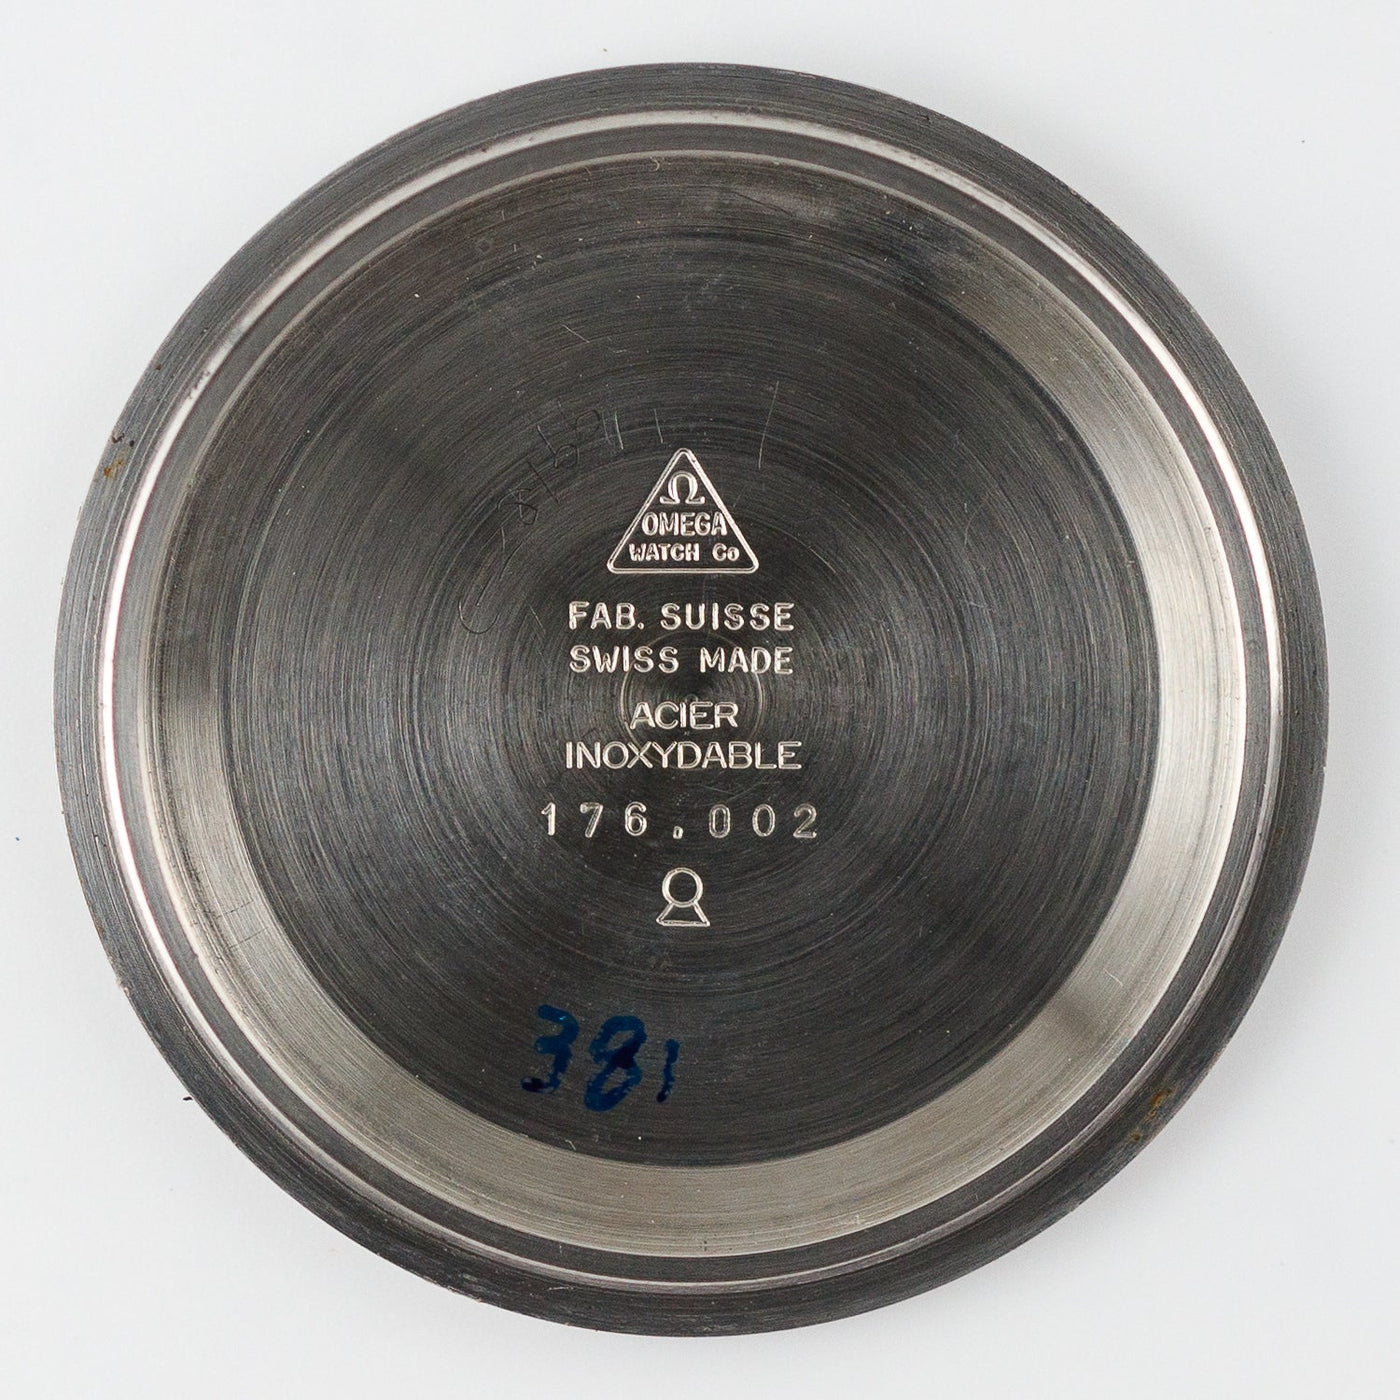 Ω
OMEGA
WATCH Co
FAB. SUISSE
SWISS MADE
ACIER
INOXYDABLE
176.002
381